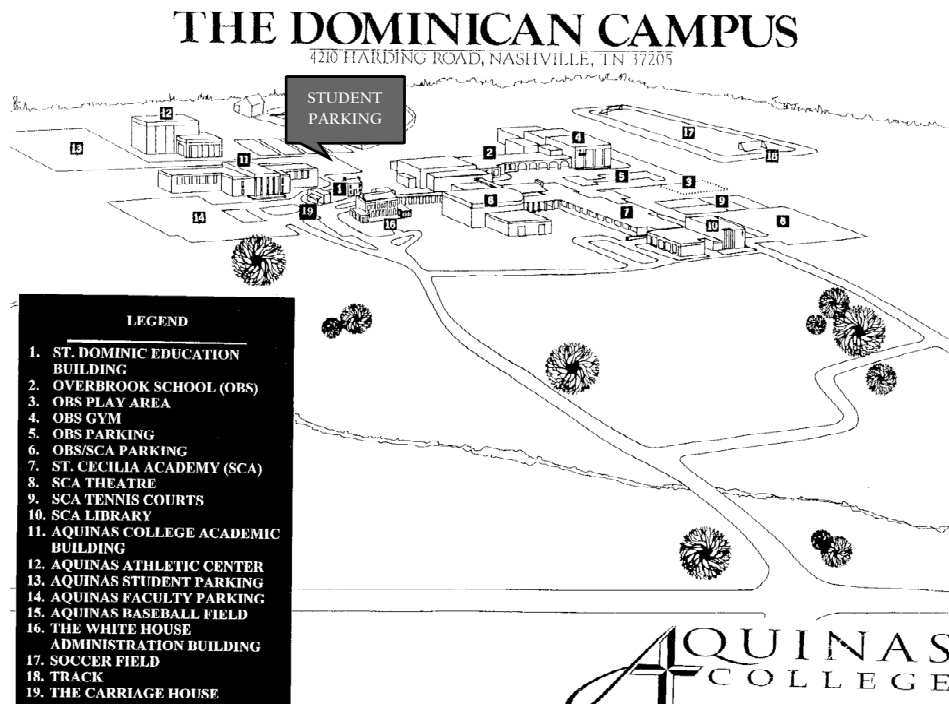 THE DOMINICAN CAMPUS
4210 HARDING ROAD, NASHVILLE, TN 37205
STUDENT
PARKING
12
13
11
14
1
19
16
2
4
17
18
5
3
9
6
7
10
8
LEGEND
1. ST. DOMINIC EDUCATION
BUILDING
2. OVERBROOK SCHOOL (OBS)
3. OBS PLAY AREA
4. OBS GYM
5. OBS PARKING
6. OBS/SCA PARKING
7. ST. CECILIA ACADEMY (SCA)
8. SCA THEATRE
9. SCA TENNIS COURTS
10. SCA LIBRARY
11. AQUINAS COLLEGE ACADEMIC
BUILDING
12. AQUINAS ATHLETIC CENTER
13. AQUINAS STUDENT PARKING
14. AQUINAS FACULTY PARKING
15. AQUINAS BASEBALL FIELD
16. THE WHITE HOUSE
ADMINISTRATION BUILDING
17. SOCCER FIELD
18. TRACK
19. THE CARRIAGE HOUSE
AQUINAS
COLLEGE